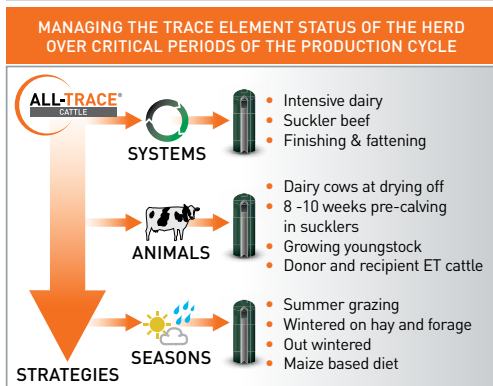 MANAGING THE TRACE ELEMENT STATUS OF THE HERD
OVER CRITICAL PERIODS OF THE PRODUCTION CYCLE
ALL-TRACE®
CATTLE
SYSTEMS
• Intensive dairy
• Suckler beef
• Finishing & fattening
ANIMALS
• Dairy cows at drying off
• 8 -10 weeks pre-calving
in sucklers
• Growing youngstock
• Donor and recipient ET cattle
SEASONS
• Summer grazing
• Wintered on hay and forage
• Out wintered
• Maize based diet
STRATEGIES